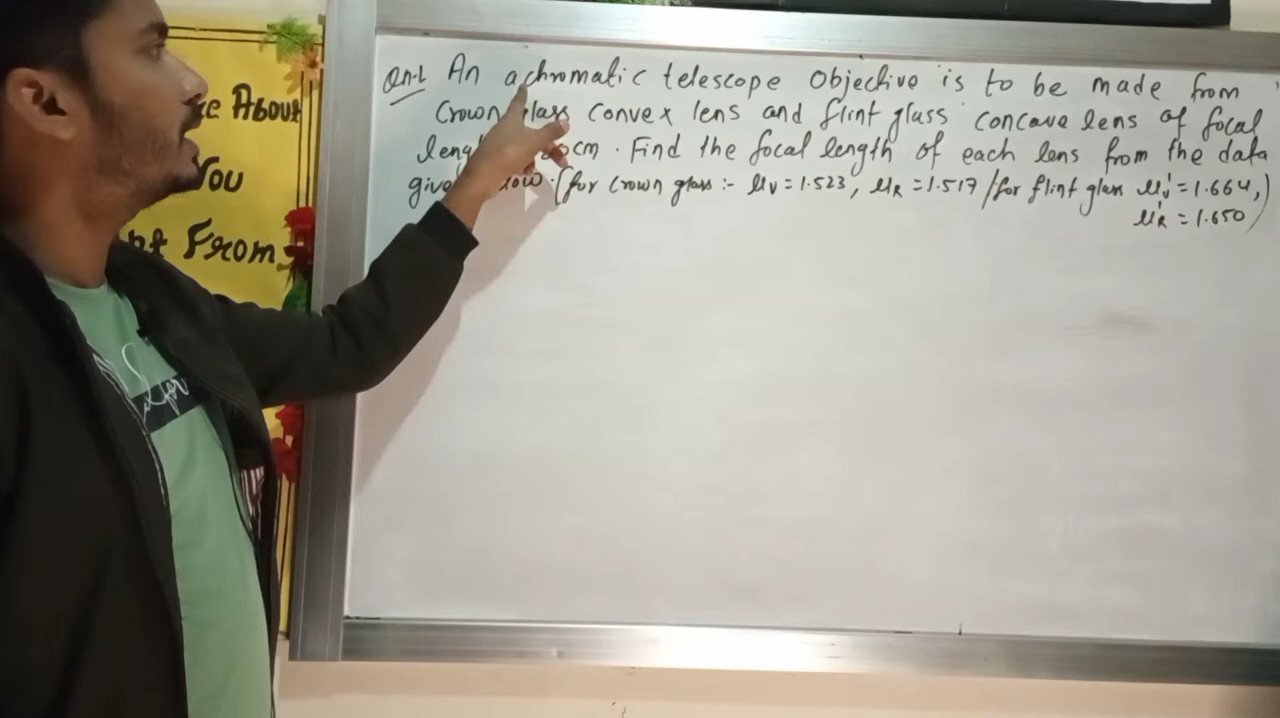 About
You
From
Qn.1 An achromatic telescope objective is to be made from
Crown glass convex lens and flint glass concave lens of focal
cm. Find the focal length of each lens from the data
(for crown glass :- μv = 1.523, μR = 1.517 / for flint glass μ'v = 1.664,)
μ'R = 1.650